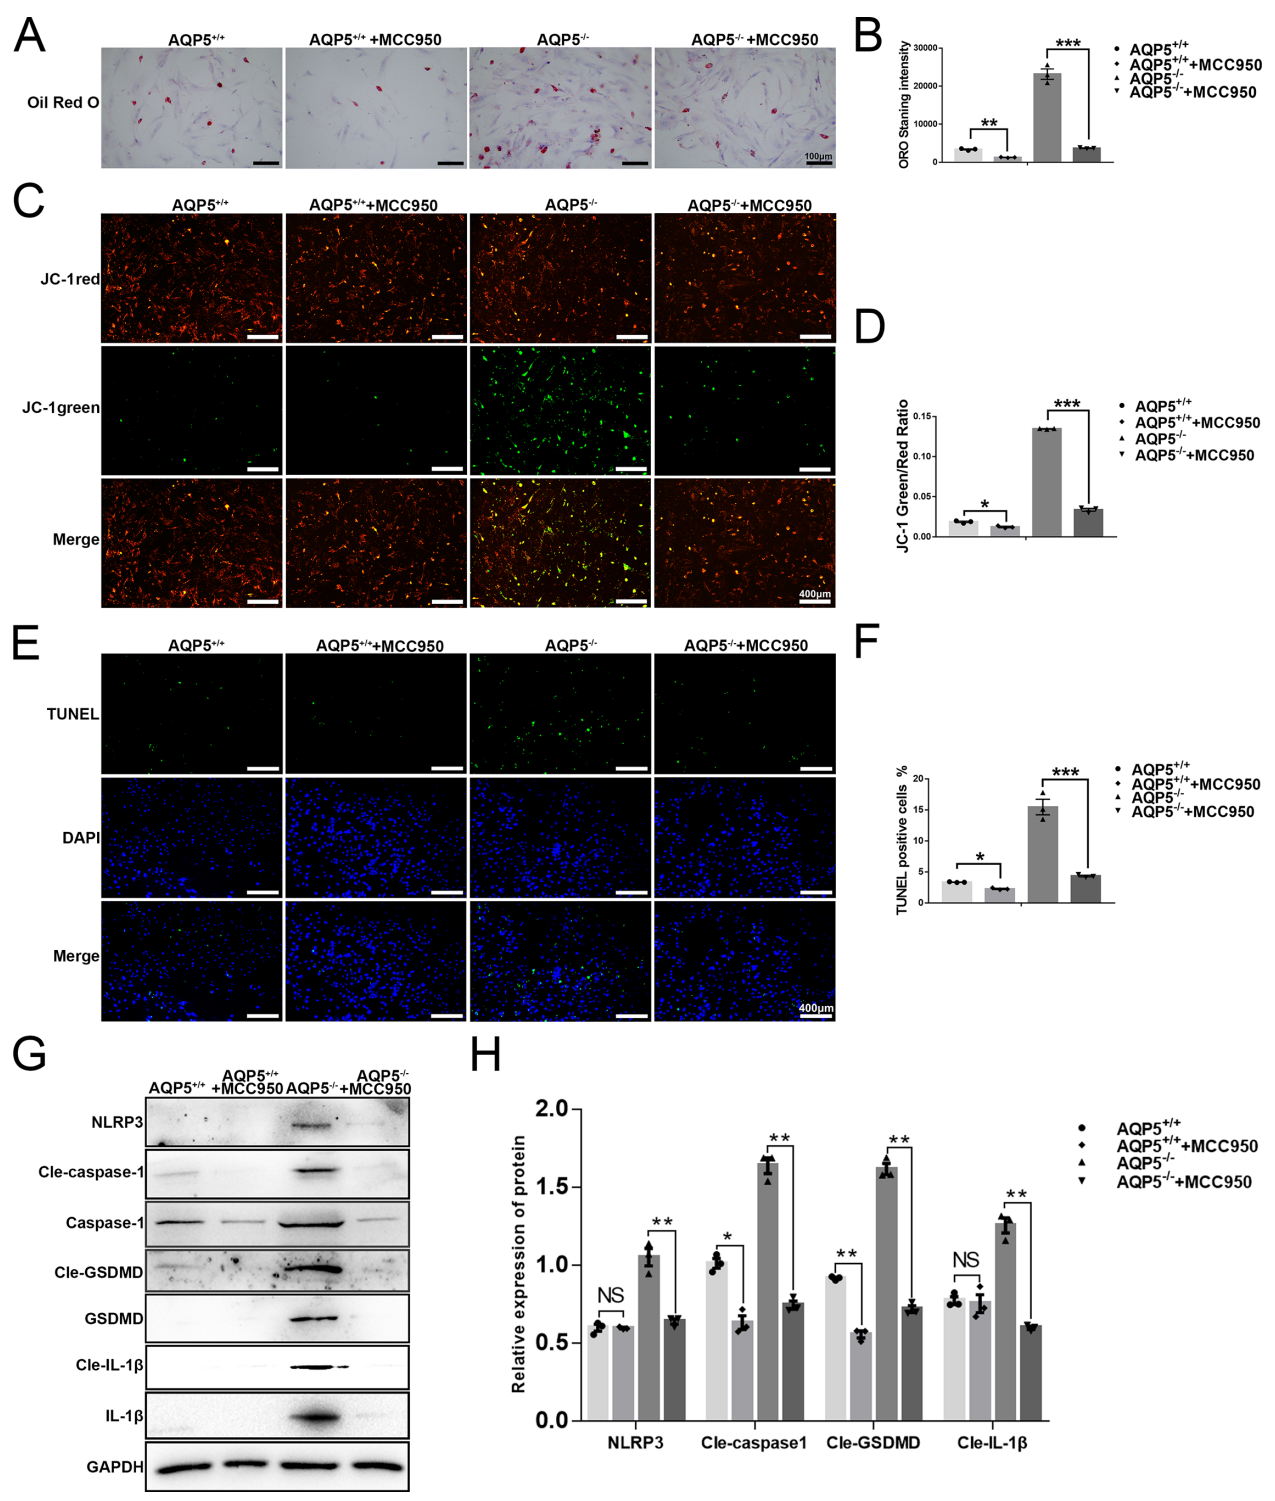 A
AQP5+/+
AQP5+/+ +MCC950
AQP5-/-
AQP5-/- +MCC950
Oil Red O
100μm
B
30000
20000
10000
0
ORO Staning intensity
**
***
AQP5+/+
AQP5+/++MCC950
AQP5-/-
AQP5-/-+MCC950
C
AQP5+/+
AQP5+/++MCC950
AQP5-/-
AQP5-/-+MCC950
JC-1red
JC-1green
Merge
400μm
D
0.15
0.10
0.05
0.00
JC-1 Green/Red Ratio
*
***
AQP5+/+
AQP5+/++MCC950
AQP5-/-
AQP5-/-+MCC950
E
AQP5+/+
AQP5+/++MCC950
AQP5-/-
AQP5-/-+MCC950
TUNEL
DAPI
Merge
400μm
F
20
15
10
5
0
TUNEL positive cells %
*
***
AQP5+/+
AQP5+/++MCC950
AQP5-/-
AQP5-/-+MCC950
G
AQP5+/+
AQP5+/+
+MCC950
AQP5-/-
AQP5-/-
+MCC950
NLRP3
Cle-caspase-1
Caspase-1
Cle-GSDMD
GSDMD
Cle-IL-1β
IL-1β
GAPDH
H
2.0
1.5
1.0
0.5
0.0
Relative expression of protein
NS
**
*
**
**
**
NS
**
NLRP3
Cle-caspase1
Cle-GSDMD
Cle-IL-1β
AQP5+/+
AQP5+/++MCC950
AQP5-/-
AQP5-/-+MCC950